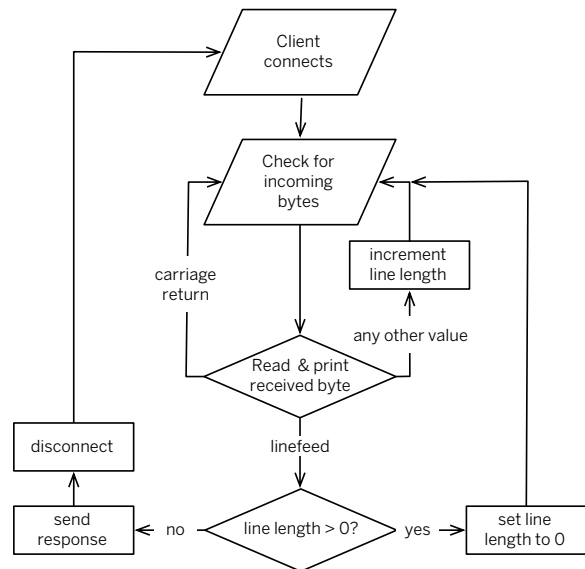 Client
connects
Check for
incoming
bytes
carriage
return
increment
line length
any other value
Read & print
received byte
linefeed
disconnect
send
response
no
line length > 0?
yes
set line
length to 0